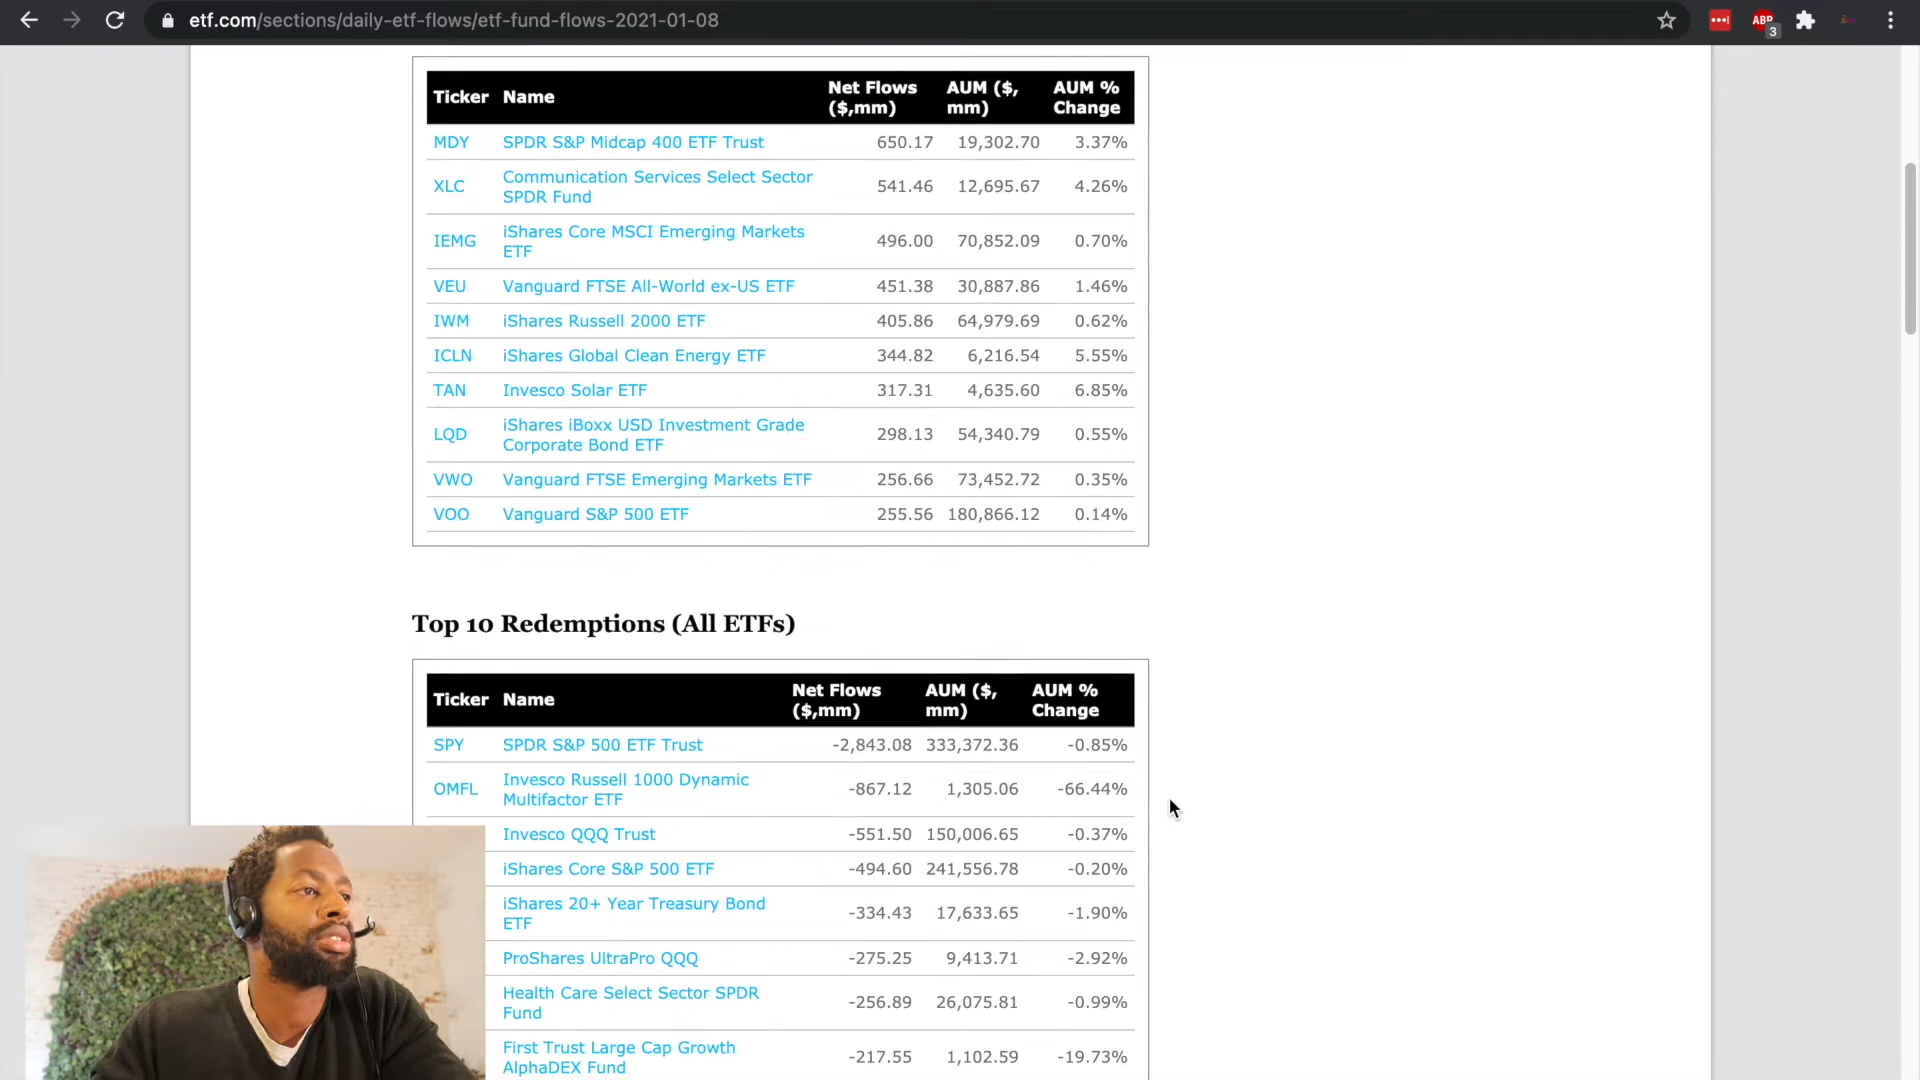 etf.com/sections/daily-etf-flows/etf-fund-flows-2021-01-08
ABP
3
Ticker Name Net Flows ($,mm) AUM ($, mm) AUM % Change
MDY SPDR S&P Midcap 400 ETF Trust 650.17 19,302.70 3.37%
XLC Communication Services Select Sector SPDR Fund 541.46 12,695.67 4.26%
IEMG iShares Core MSCI Emerging Markets ETF 496.00 70,852.09 0.70%
VEU Vanguard FTSE All-World ex-US ETF 451.38 30,887.86 1.46%
IWM iShares Russell 2000 ETF 405.86 64,979.69 0.62%
ICLN iShares Global Clean Energy ETF 344.82 6,216.54 5.55%
TAN Invesco Solar ETF 317.31 4,635.60 6.85%
LQD iShares iBoxx USD Investment Grade Corporate Bond ETF 298.13 54,340.79 0.55%
VWO Vanguard FTSE Emerging Markets ETF 256.66 73,452.72 0.35%
VOO Vanguard S&P 500 ETF 255.56 180,866.12 0.14%
Top 10 Redemptions (All ETFs)
Ticker Name Net Flows ($,mm) AUM ($, mm) AUM % Change
SPY SPDR S&P 500 ETF Trust -2,843.08 333,372.36 -0.85%
OMFL Invesco Russell 1000 Dynamic Multifactor ETF -867.12 1,305.06 -66.44%
Invesco QQQ Trust -551.50 150,006.65 -0.37%
iShares Core S&P 500 ETF -494.60 241,556.78 -0.20%
iShares 20+ Year Treasury Bond ETF -334.43 17,633.65 -1.90%
ProShares UltraPro QQQ -275.25 9,413.71 -2.92%
Health Care Select Sector SPDR Fund -256.89 26,075.81 -0.99%
First Trust Large Cap Growth AlphaDEX Fund -217.55 1,102.59 -19.73%